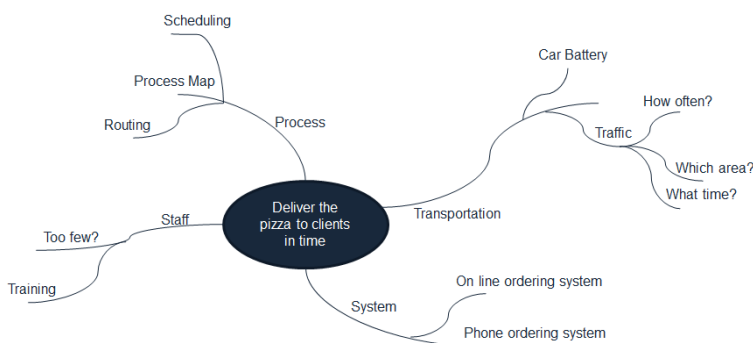 Scheduling
Process Map
Routing
Process
Car Battery
How often?
Traffic
Which area?
What time?
Transportation
Deliver the
pizza to clients
in time
Staff
Too few?
Training
On line ordering system
System
Phone ordering system